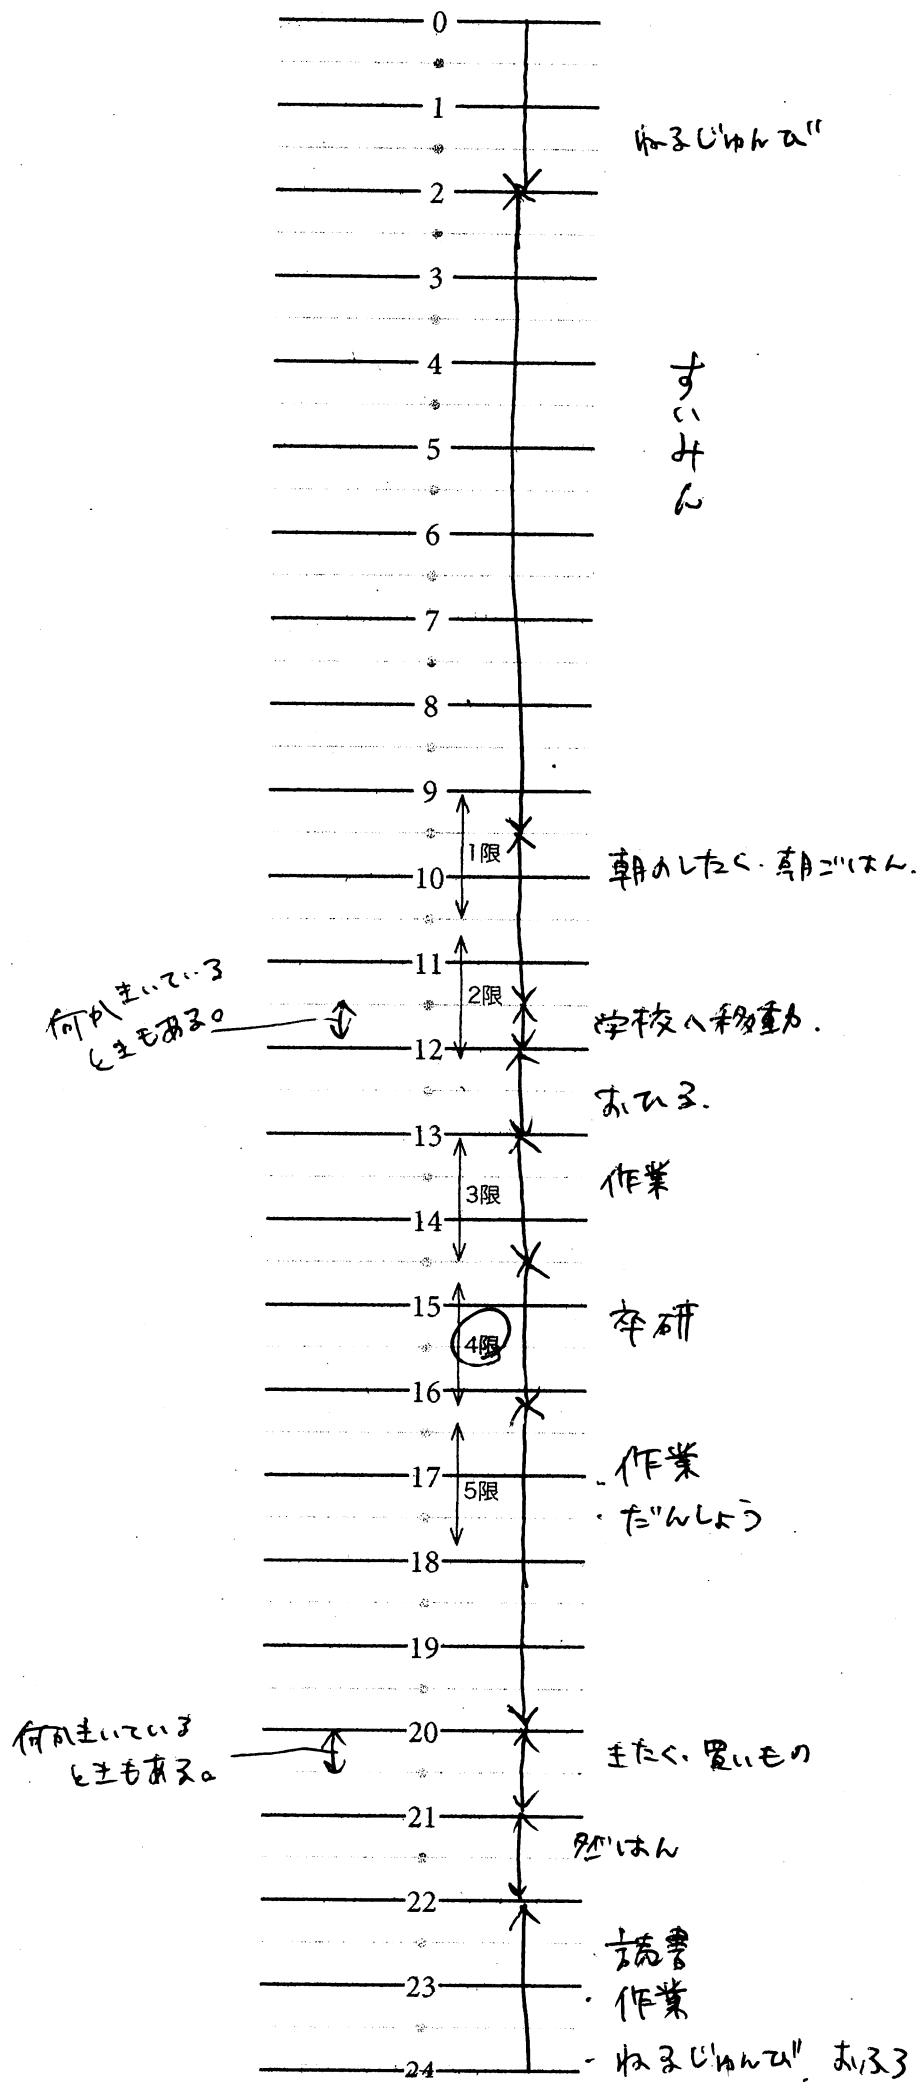 0
1
ねるじゅんび
2
3
4
すいみん
5
6
7
8
9
1限
朝のしたく・朝ごはん.
10
11
2限
何か書いている
ときもある。
学校へ移動.
12
おひる.
13
作業
3限
14
15
卒研
4限
16
・作業
17
5限
・だんしょう
18
19
何か書いている
ときもある。
20
きたく・買いもの
21
夕ごはん
22
・読書
23
・作業
24
・ねるじゅんび, おふろ